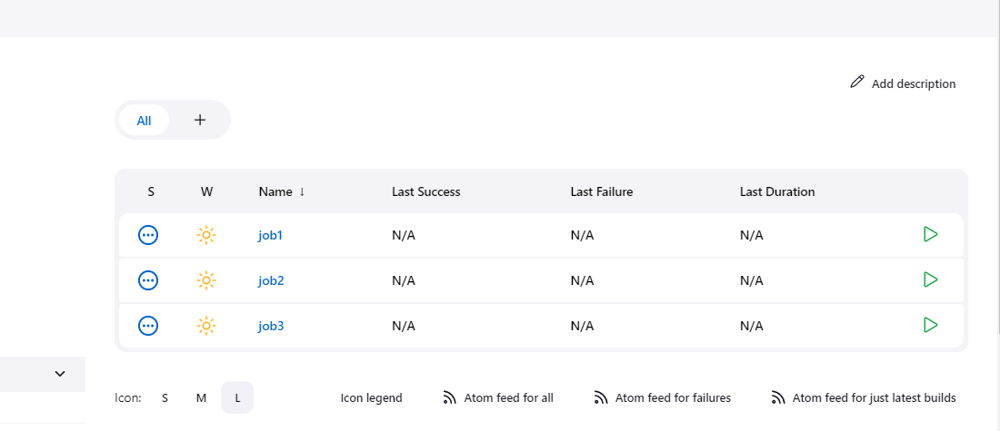 Add description
All +
S W Name ↓ Last Success Last Failure Last Duration
job1 N/A N/A N/A
job2 N/A N/A N/A
job3 N/A N/A N/A
Icon: S M L Icon legend Atom feed for all Atom feed for failures Atom feed for just latest builds